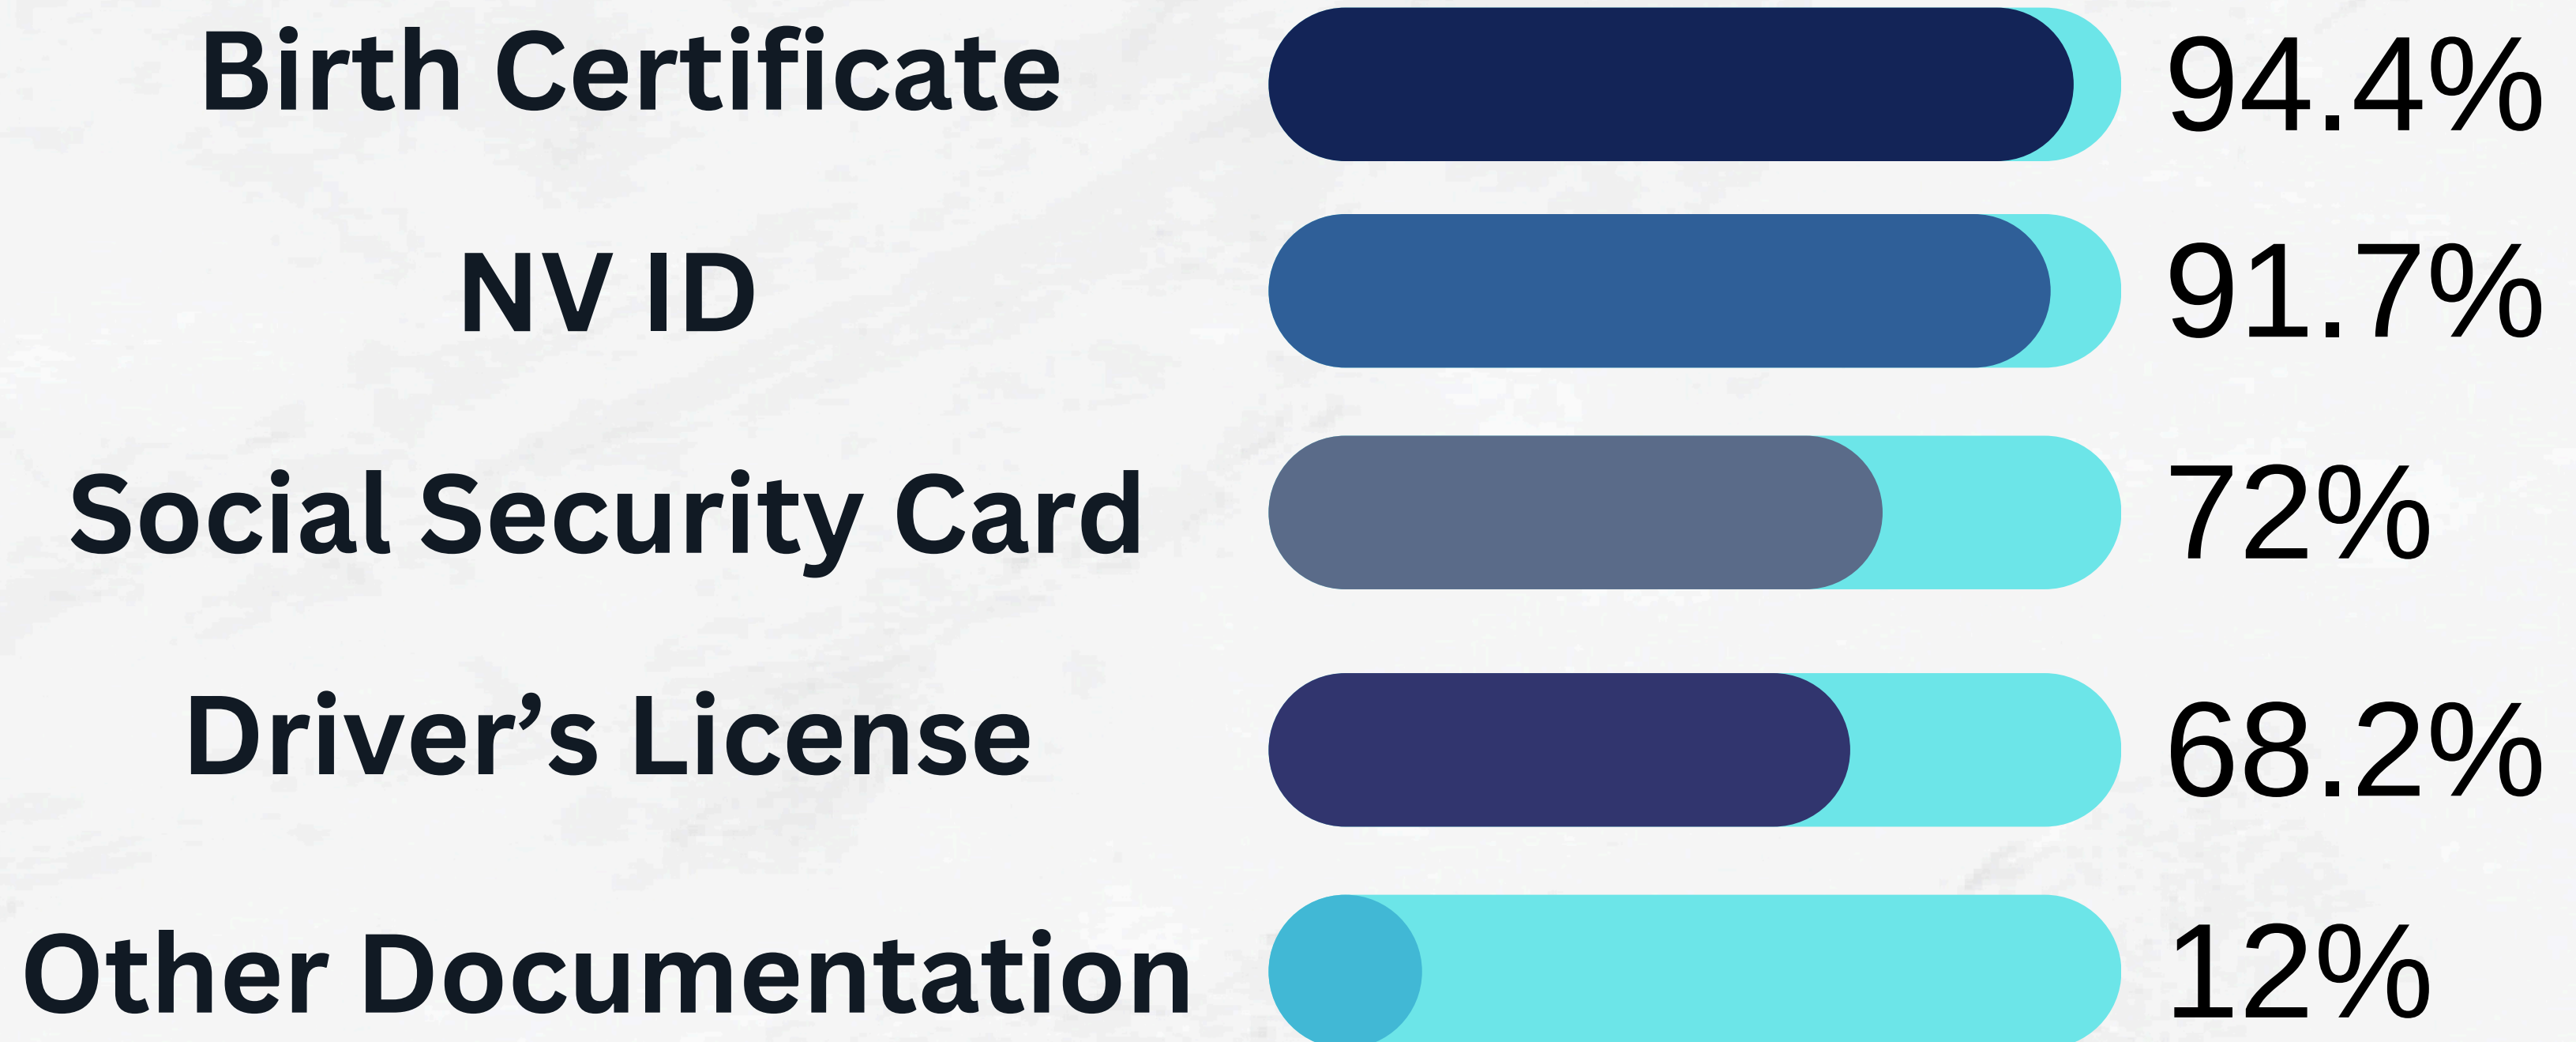 Birth Certificate 94.4%
NV ID 91.7%
Social Security Card 72%
Driver’s License 68.2%
Other Documentation 12%